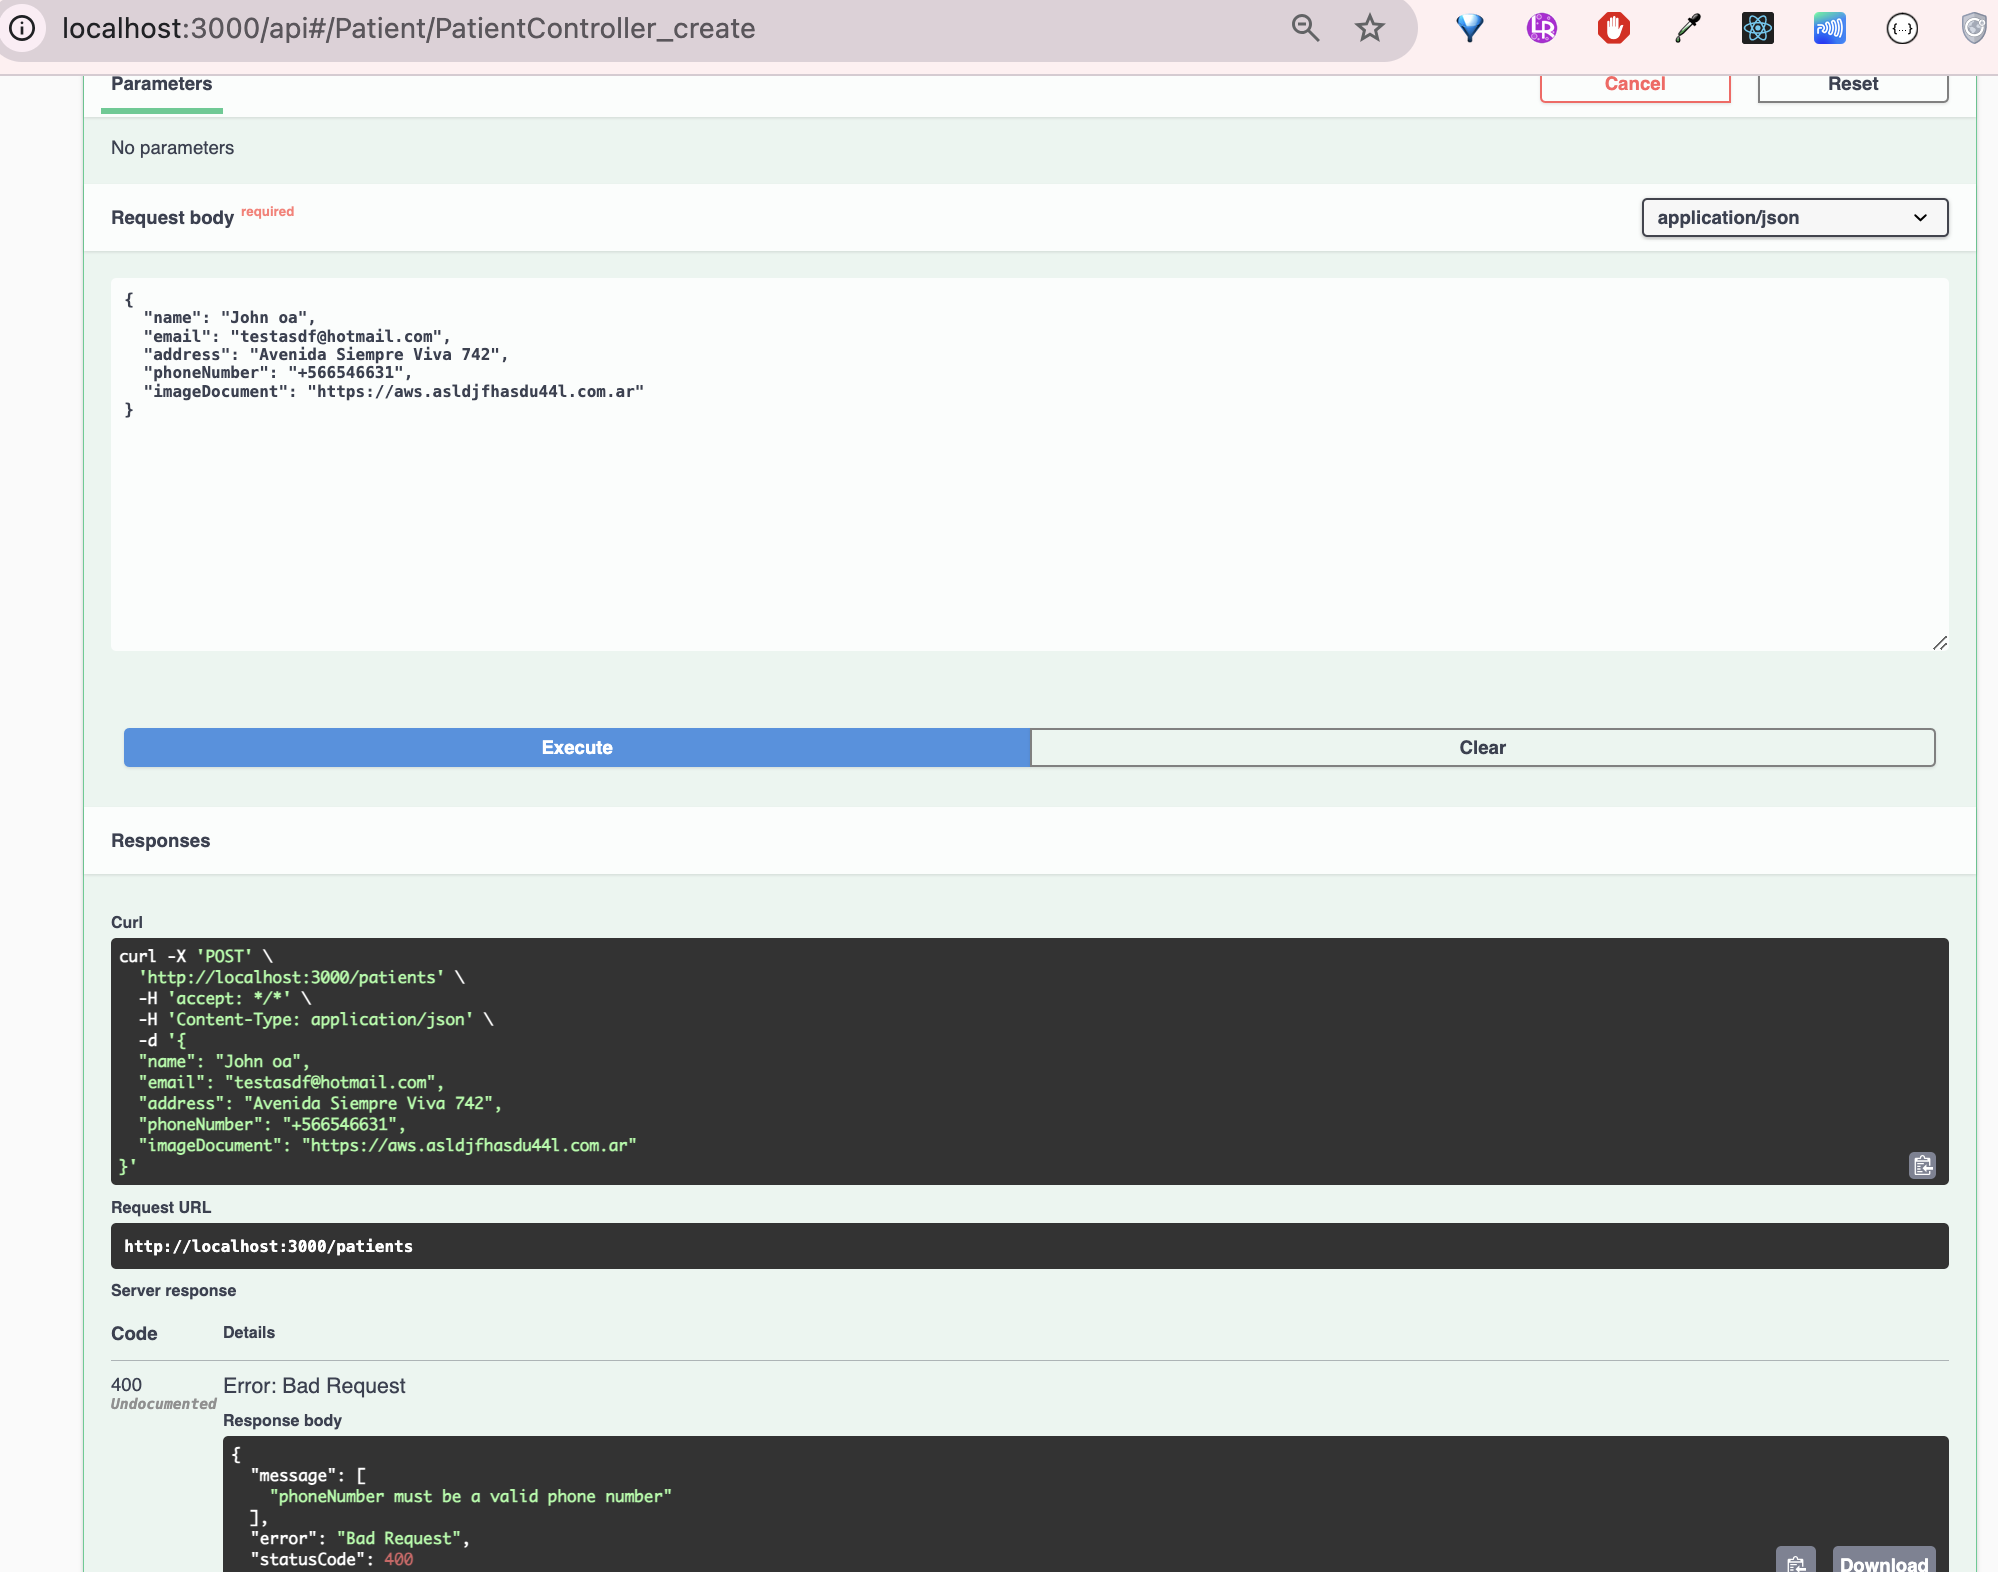 localhost:3000/api#/Patient/PatientController_create
Parameters
Cancel
Reset
No parameters
Request body required
application/json
{
  "name": "John oa",
  "email": "testasdf@hotmail.com",
  "address": "Avenida Siempre Viva 742",
  "phoneNumber": "+566546631",
  "imageDocument": "https://aws.asldjfhasdu44l.com.ar"
}
Execute
Clear
Responses
Curl
curl -X 'POST' \
  'http://localhost:3000/patients' \
  -H 'accept: */*' \
  -H 'Content-Type: application/json' \
  -d '{
  "name": "John oa",
  "email": "testasdf@hotmail.com",
  "address": "Avenida Siempre Viva 742",
  "phoneNumber": "+566546631",
  "imageDocument": "https://aws.asldjfhasdu44l.com.ar"
}'
Request URL
http://localhost:3000/patients
Server response
Code
Details
400
Undocumented
Error: Bad Request
Response body
{
  "message": [
    "phoneNumber must be a valid phone number"
  ],
  "error": "Bad Request",
  "statusCode": 400
Download